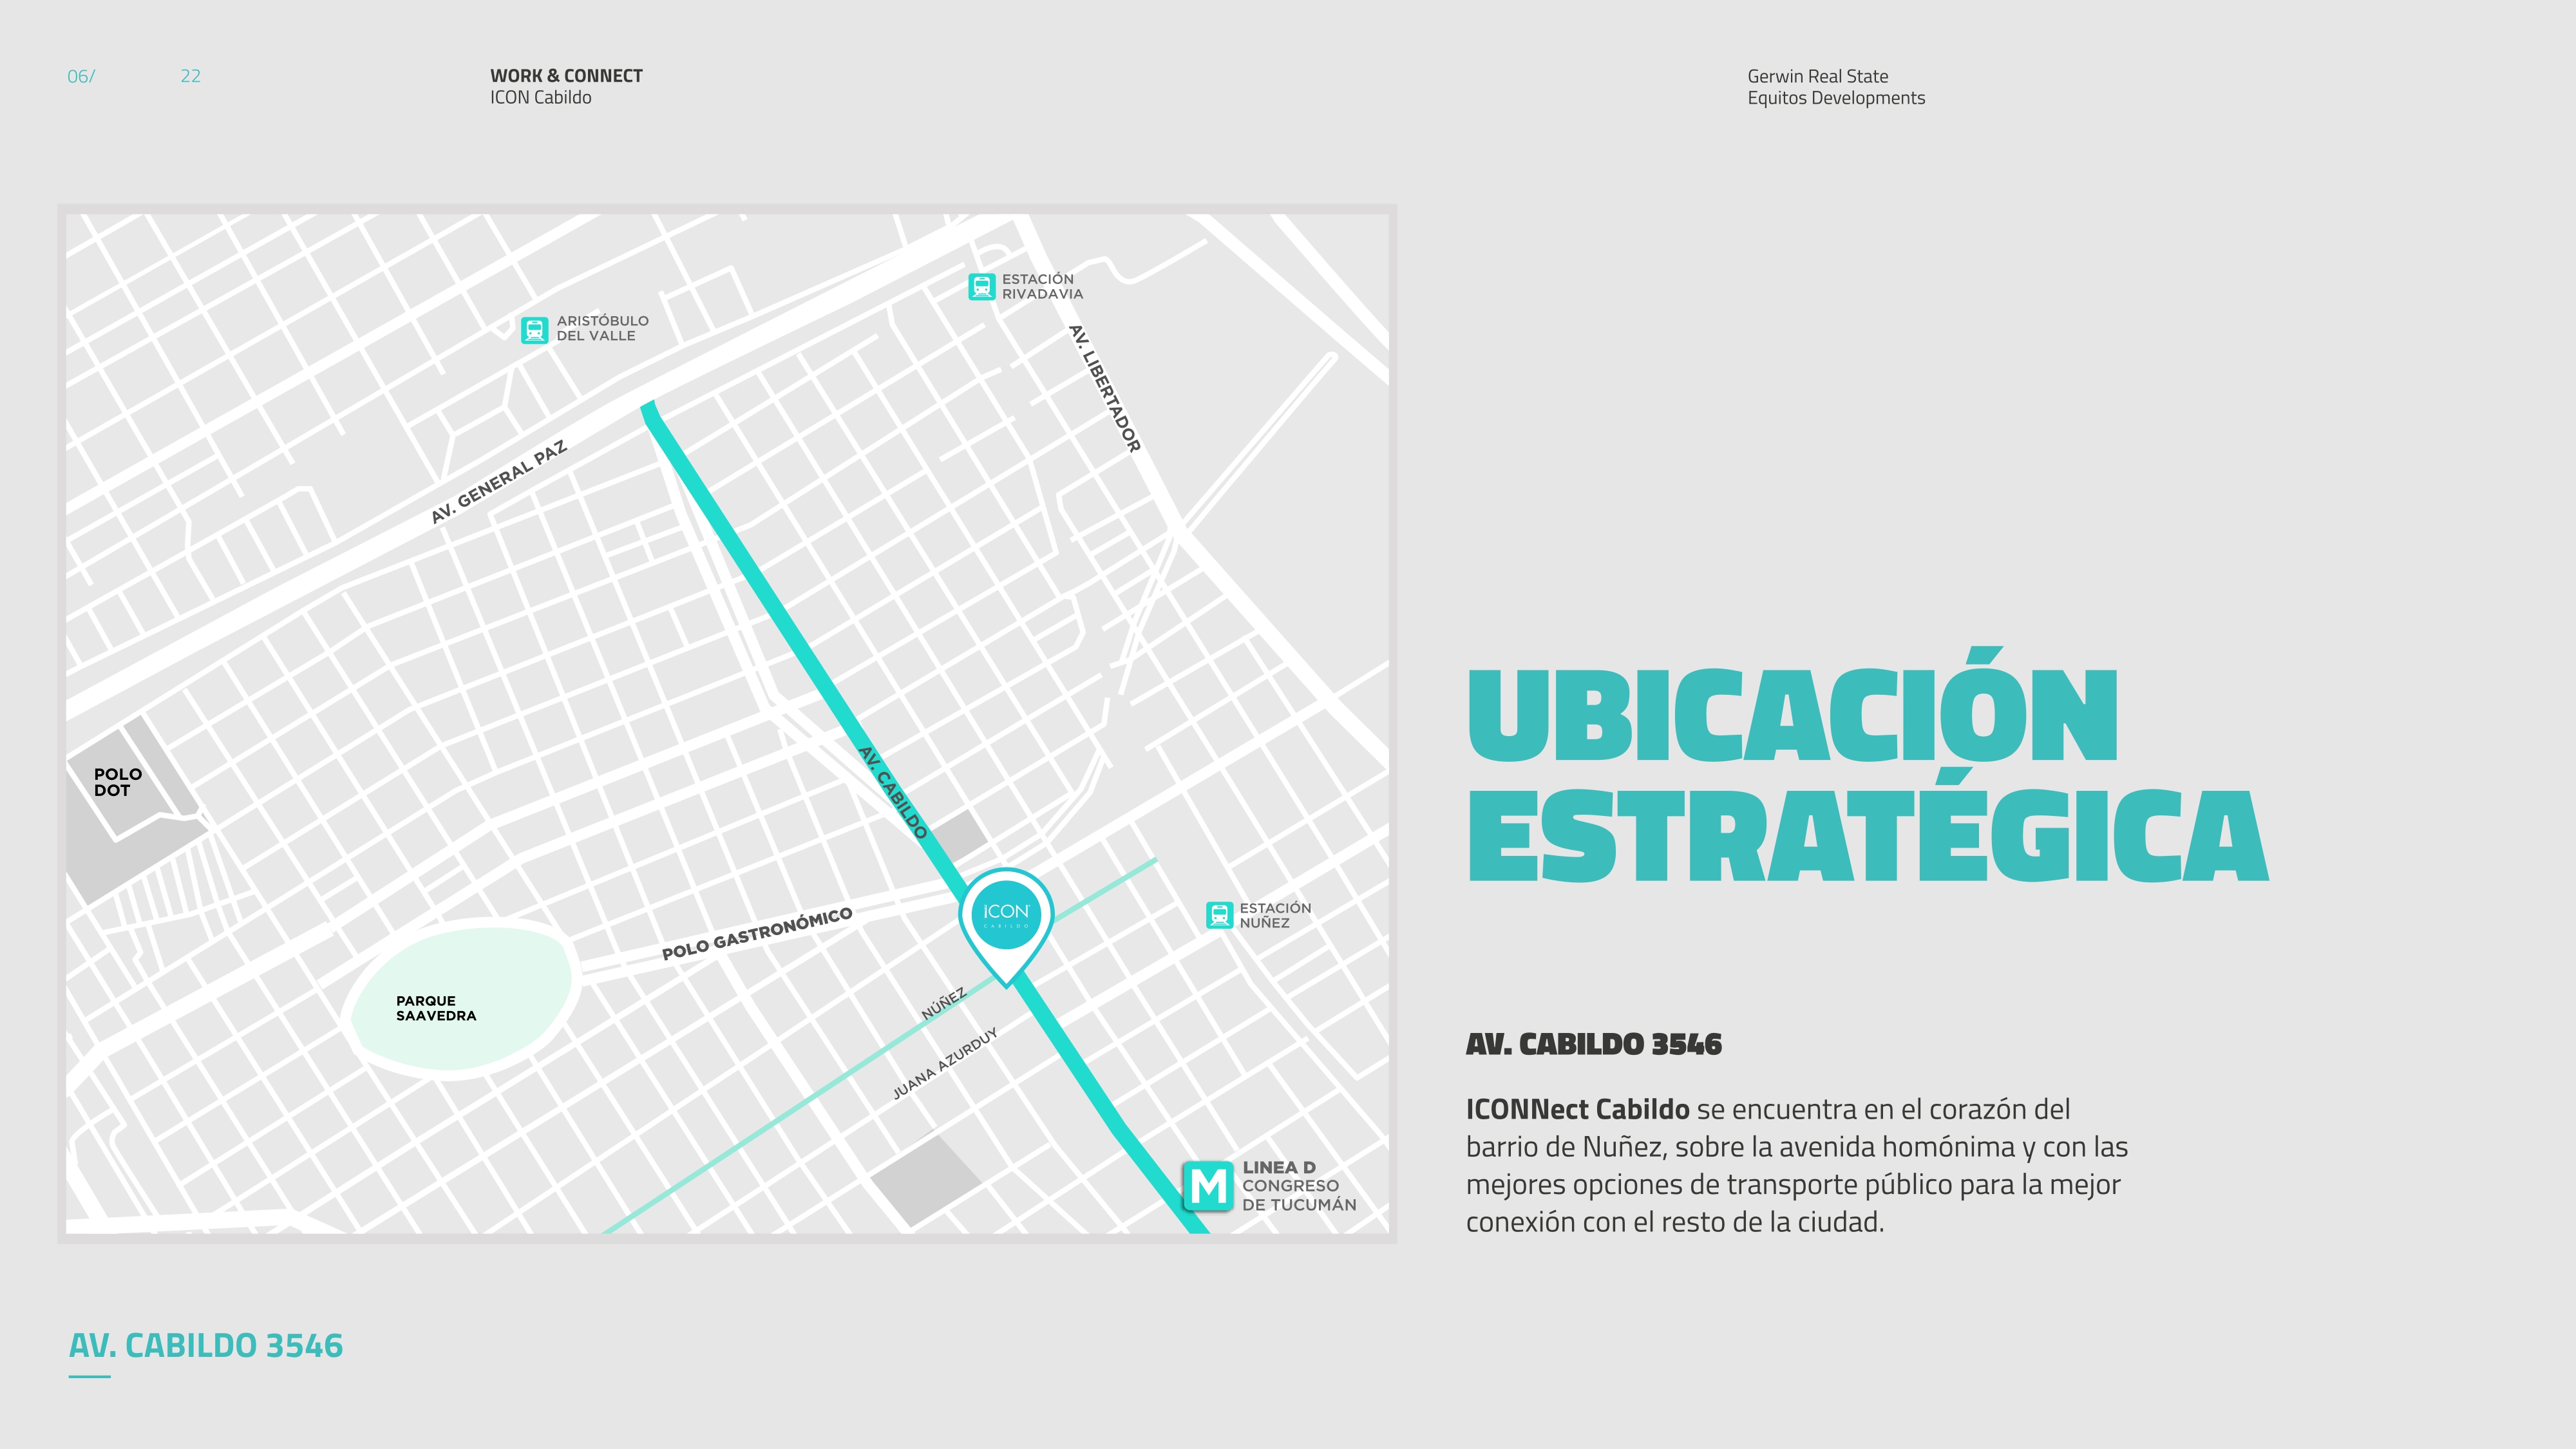 06/ 22
WORK & CONNECT
ICON Cabildo
Gerwin Real State
Equitos Developments
ESTACIÓN
RIVADAVIA
ARISTÓBULO
DEL VALLE
AV. LIBERTADOR
AV. GENERAL PAZ
POLO
DOT
AV. CABILDO
ICON
CABILDO
ESTACIÓN
NUÑEZ
POLO GASTRONÓMICO
PARQUE
SAAVEDRA
NÚÑEZ
JUANA AZURDUY
M
LINEA D
CONGRESO
DE TUCUMÁN
UBICACIÓN
ESTRATÉGICA
AV. CABILDO 3546
ICONNect Cabildo se encuentra en el corazón del
barrio de Nuñez, sobre la avenida homónima y con las
mejores opciones de transporte público para la mejor
conexión con el resto de la ciudad.
AV. CABILDO 3546